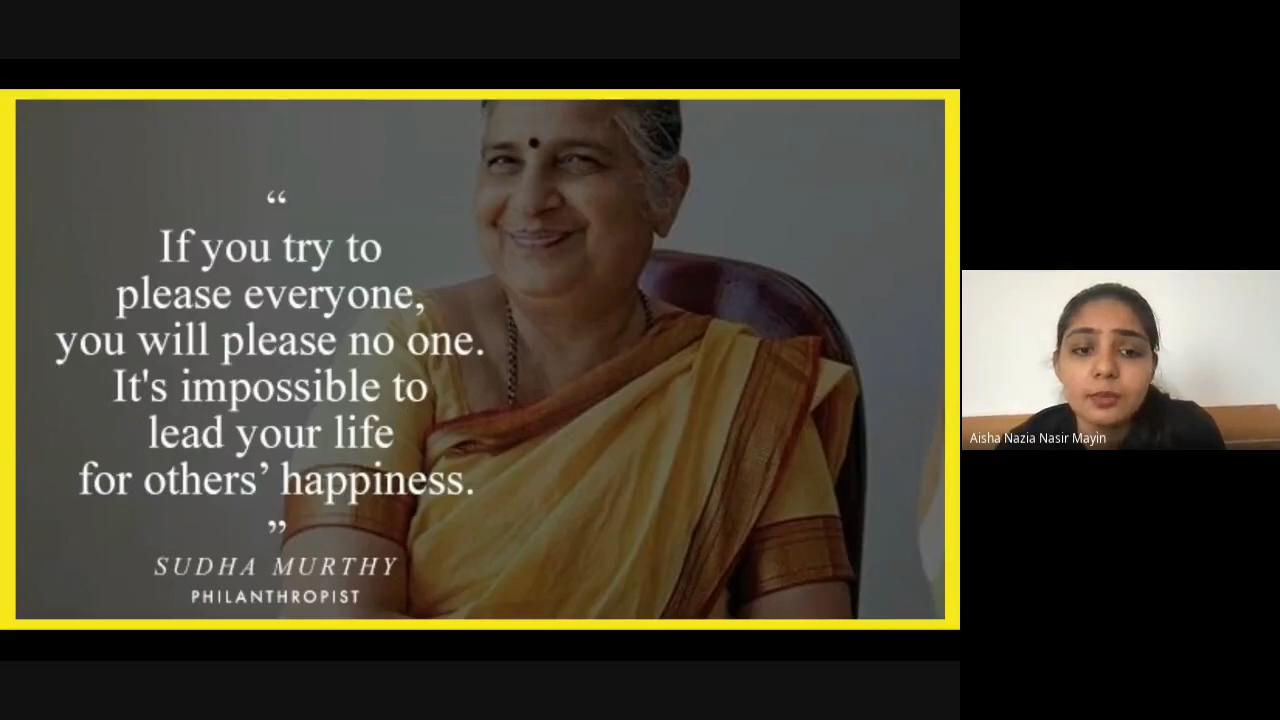 “
If you try to
please everyone,
you will please no one.
It's impossible to
lead your life
for others’ happiness.
”
SUDHA MURTHY
PHILANTHROPIST
Aisha Nazia Nasir Mayin